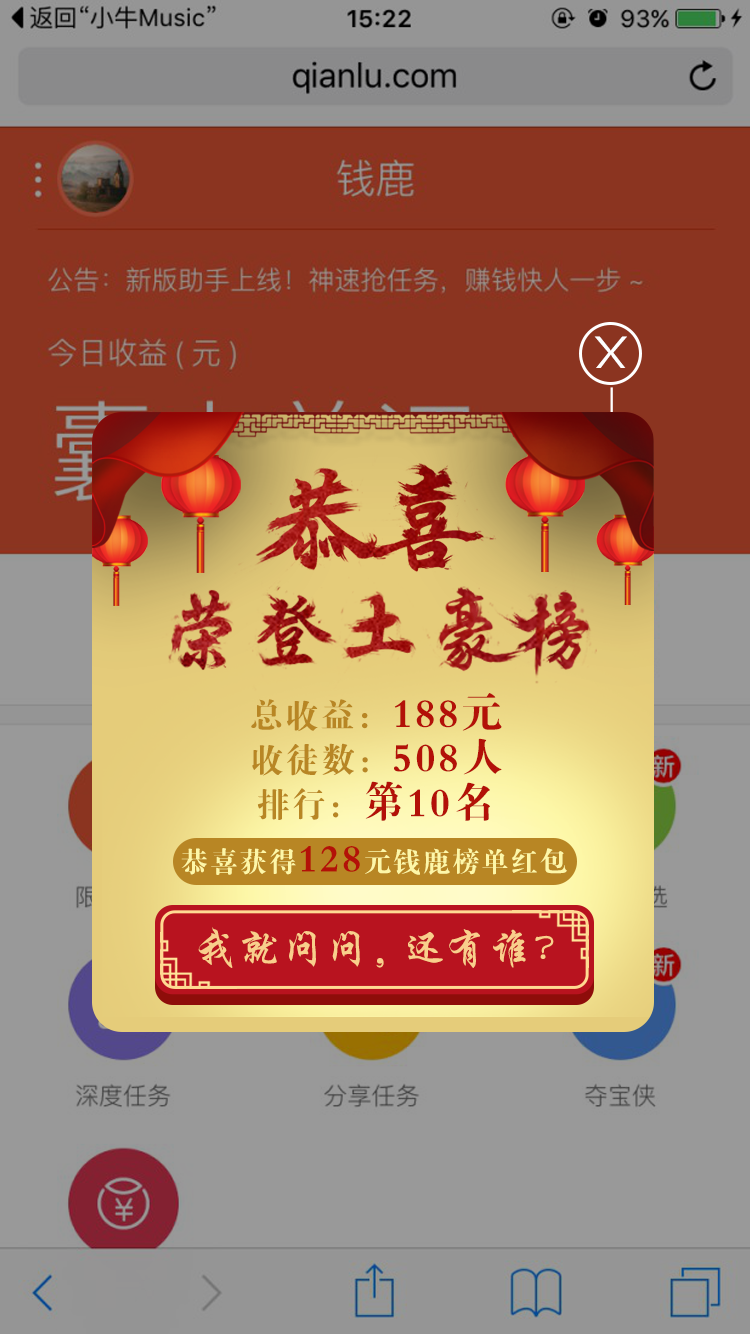 返回“小牛Music”
15:22
93%
qianlu.com
钱鹿
公告：新版助手上线！神速抢任务，赚钱快人一步 ~
今日收益 ( 元 )
X
恭喜
荣登土豪榜
总收益：188元
收徒数：508人
排行：第10名
恭喜获得128元钱鹿榜单红包
我就问问，还有谁?
新
限
选
新
深度任务
分享任务
夺宝侠
¥